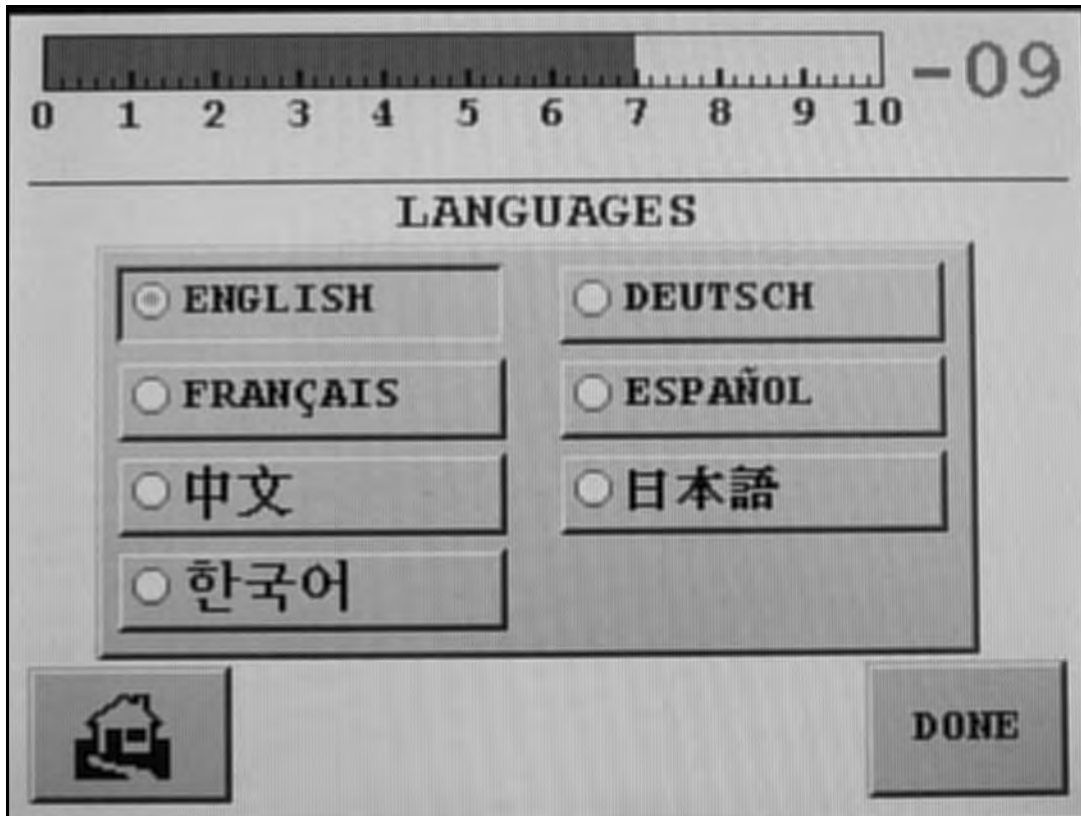 -09
0 1 2 3 4 5 6 7 8 9 10
LANGUAGES
ENGLISH DEUTSCH
FRANÇAIS ESPAÑOL
中文 日本語
한국어
DONE